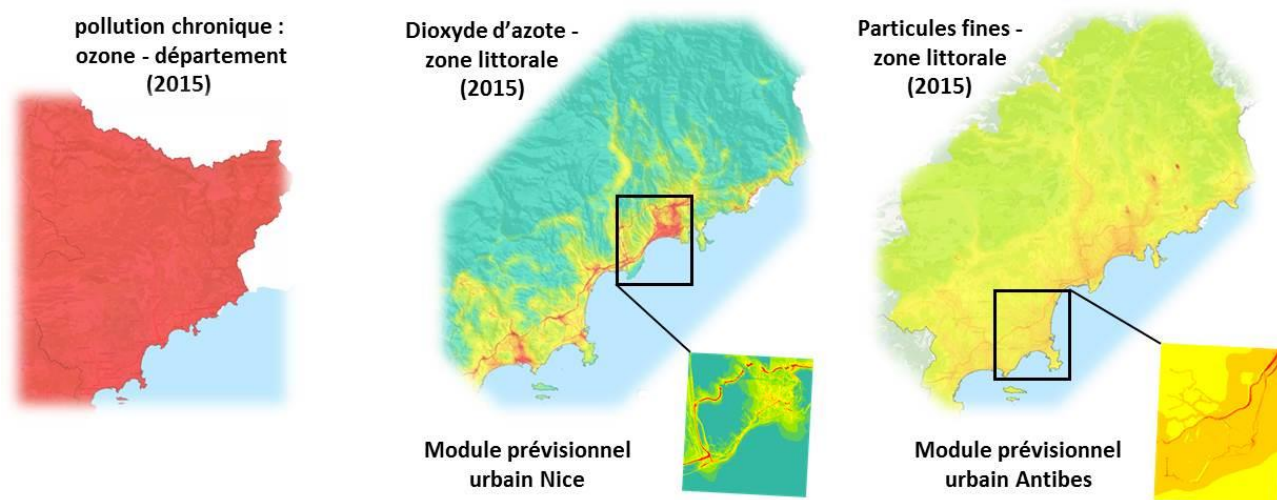 pollution chronique :
ozone - département
(2015)
Dioxyde d'azote -
zone littorale
(2015)
Particules fines -
zone littorale
(2015)
Module prévisionnel
urbain Nice
Module prévisionnel
urbain Antibes